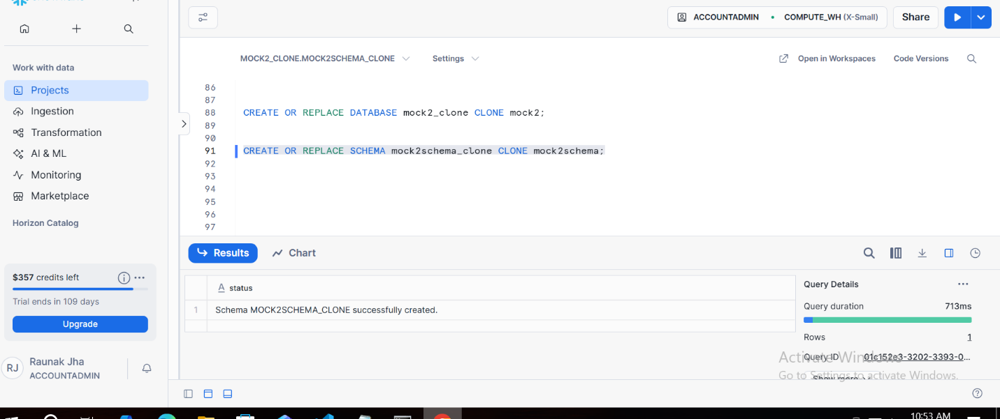 ACCOUNTADMIN • COMPUTE_WH (X-Small) Share
Work with data
Projects
Ingestion
Transformation
AI & ML
Monitoring
Marketplace
Horizon Catalog
$357 credits left
Trial ends in 109 days
Upgrade
RJ Raunak Jha
ACCOUNTADMIN
MOCK2_CLONE.MOCK2SCHEMA_CLONE Settings Open in Workspaces Code Versions
86
87
88 CREATE OR REPLACE DATABASE mock2_clone CLONE mock2;
89
90
91 CREATE OR REPLACE SCHEMA mock2schema_clone CLONE mock2schema;
92
93
94
95
96
97
Results Chart
A status
1 Schema MOCK2SCHEMA_CLONE successfully created.
Query Details
Query duration 713ms
Rows 1
Query ID 01c152e3-3202-3393-0...
Show more
Activate Windows
Go to Settings to activate Windows.
10:53 AM